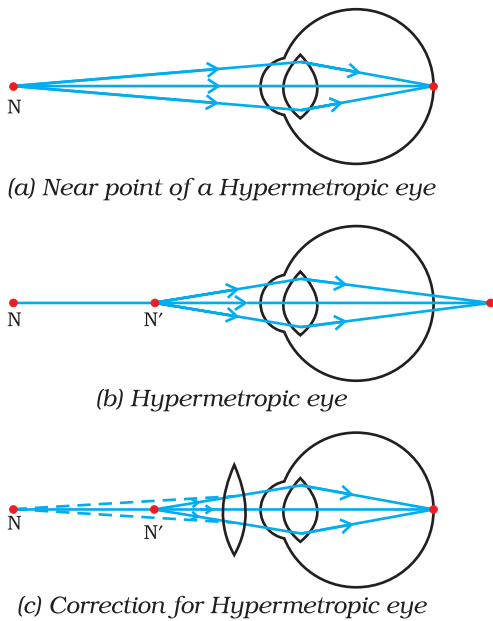 N
(a) Near point of a Hypermetropic eye
N N′
(b) Hypermetropic eye
N N′
(c) Correction for Hypermetropic eye